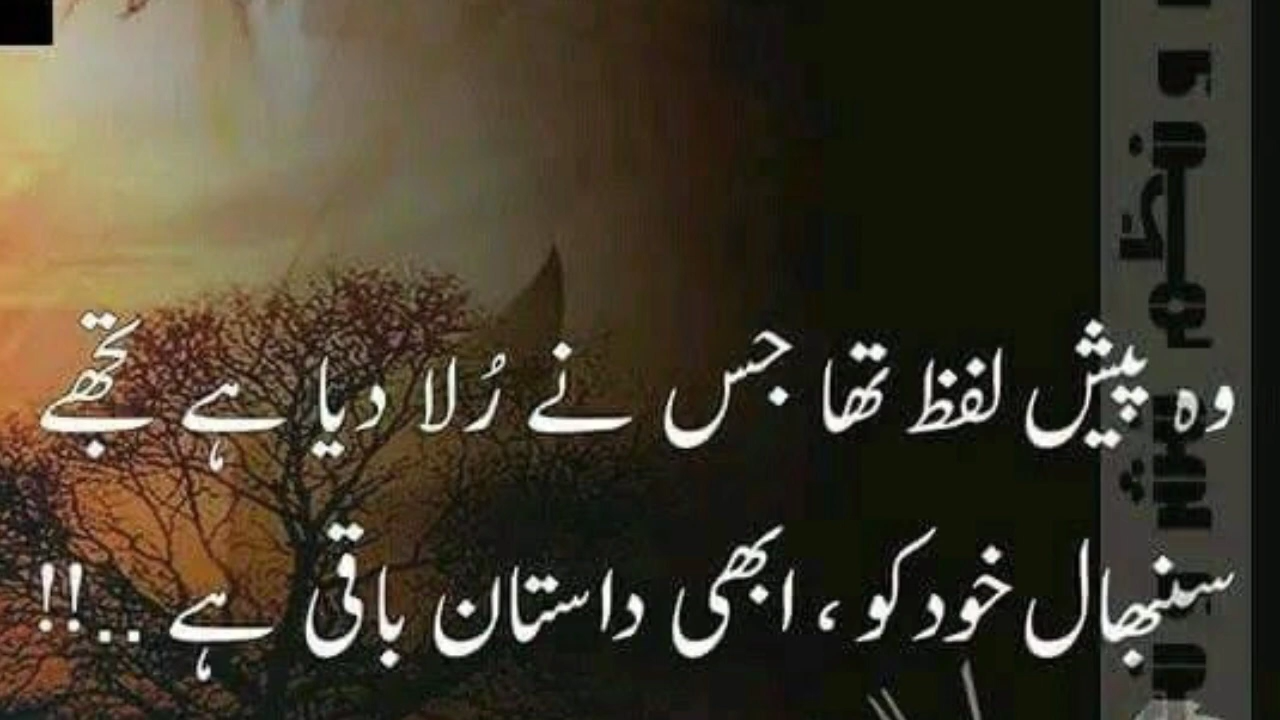 وہ پیش لفظ تھا جس نے رُلا دیا ہے تجھے
سنبھال خود کو، ابھی داستان باقی ہے ..!!